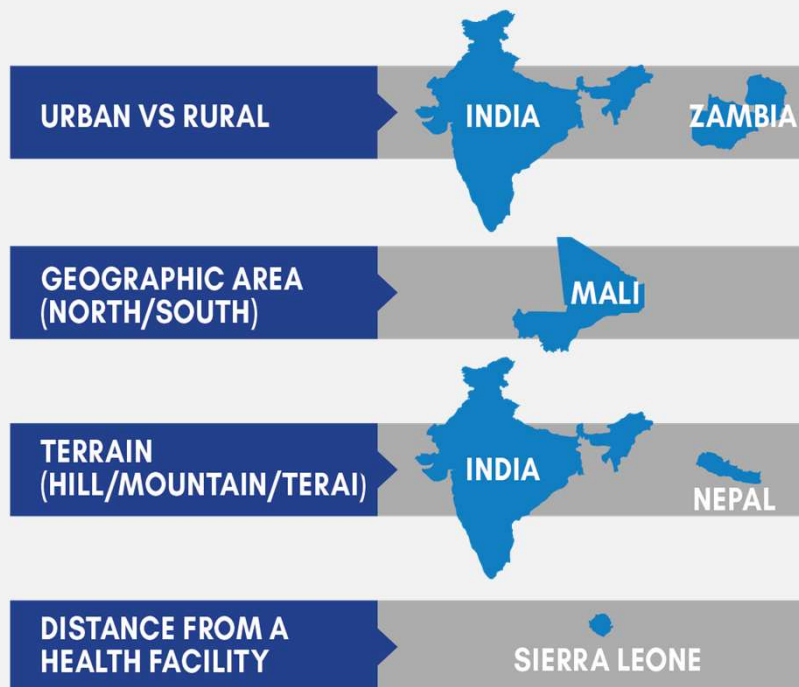 URBAN VS RURAL
INDIA
ZAMBIA
GEOGRAPHIC AREA
(NORTH/SOUTH)
MALI
TERRAIN
(HILL/MOUNTAIN/TERAI)
INDIA
NEPAL
DISTANCE FROM A
HEALTH FACILITY
SIERRA LEONE